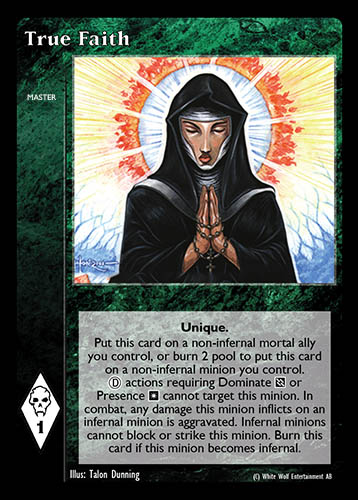 True Faith
MASTER
Unique.
Put this card on a non-infernal mortal ally
you control, or burn 2 pool to put this card
on a non-infernal minion you control.
Ⓓ actions requiring Dominate or
Presence cannot target this minion. In
combat, any damage this minion inflicts on an
infernal minion is aggravated. Infernal minions
cannot block or strike this minion. Burn this
card if this minion becomes infernal.
1
Illus: Talon Dunning
(C) White Wolf Entertainment AB